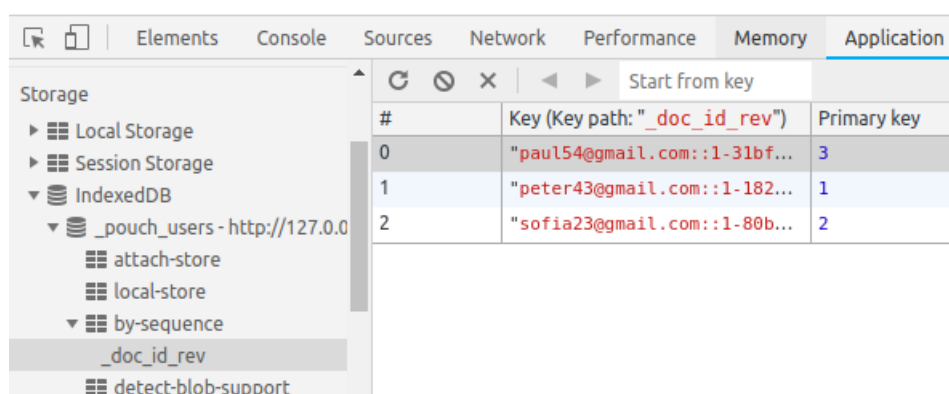 Elements Console Sources Network Performance Memory Application
Storage
Local Storage
Session Storage
IndexedDB
_pouch_users - http://127.0.0
attach-store
local-store
by-sequence
_doc_id_rev
detect-blob-support
Start from key
# Key (Key path: "_doc_id_rev") Primary key
0 "paul54@gmail.com::1-31bf... 3
1 "peter43@gmail.com::1-182... 1
2 "sofia23@gmail.com::1-80b... 2